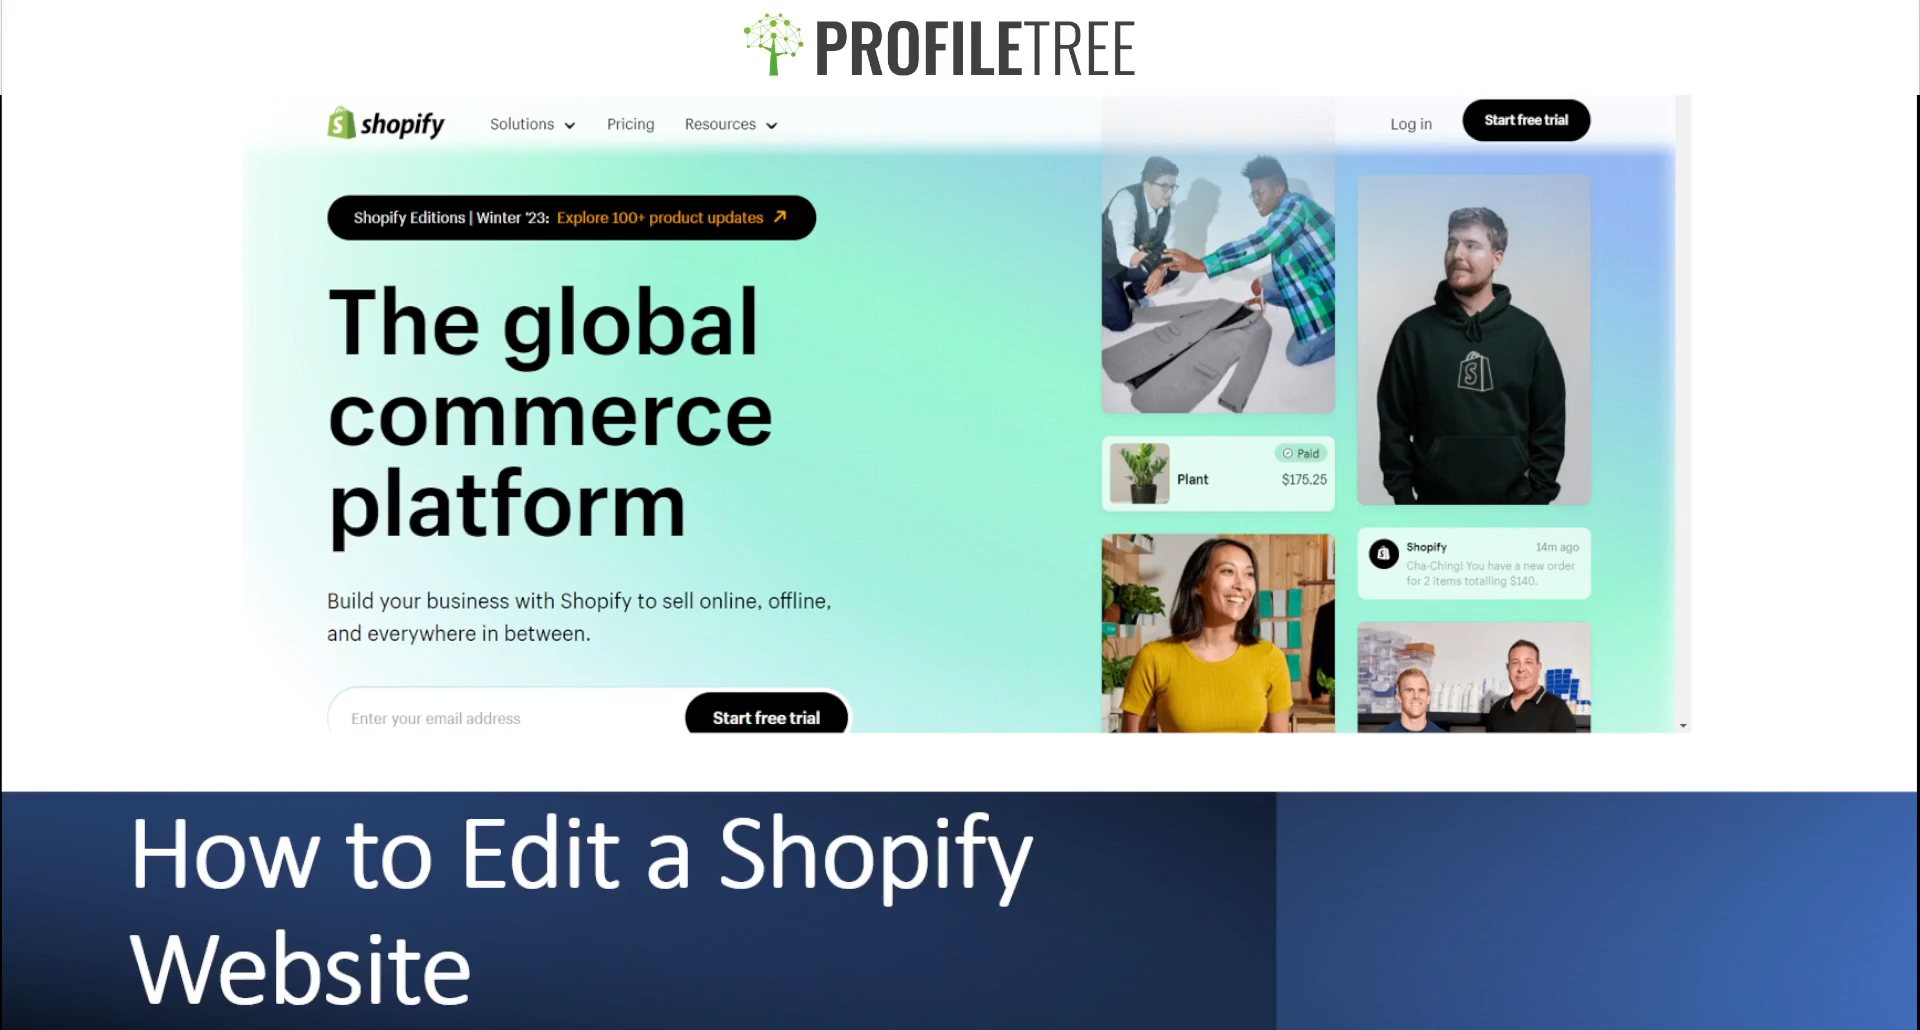 PROFILETREE
shopify
Solutions
Pricing
Resources
Log in
Start free trial
Shopify Editions | Winter '23: Explore 100+ product updates
The global
commerce
platform
Build your business with Shopify to sell online, offline,
and everywhere in between.
Enter your email address
Start free trial
Paid
Plant
$175.25
Shopify
14m ago
Cha-Ching! You have a new order
for 2 items totalling $140.
How to Edit a Shopify
Website